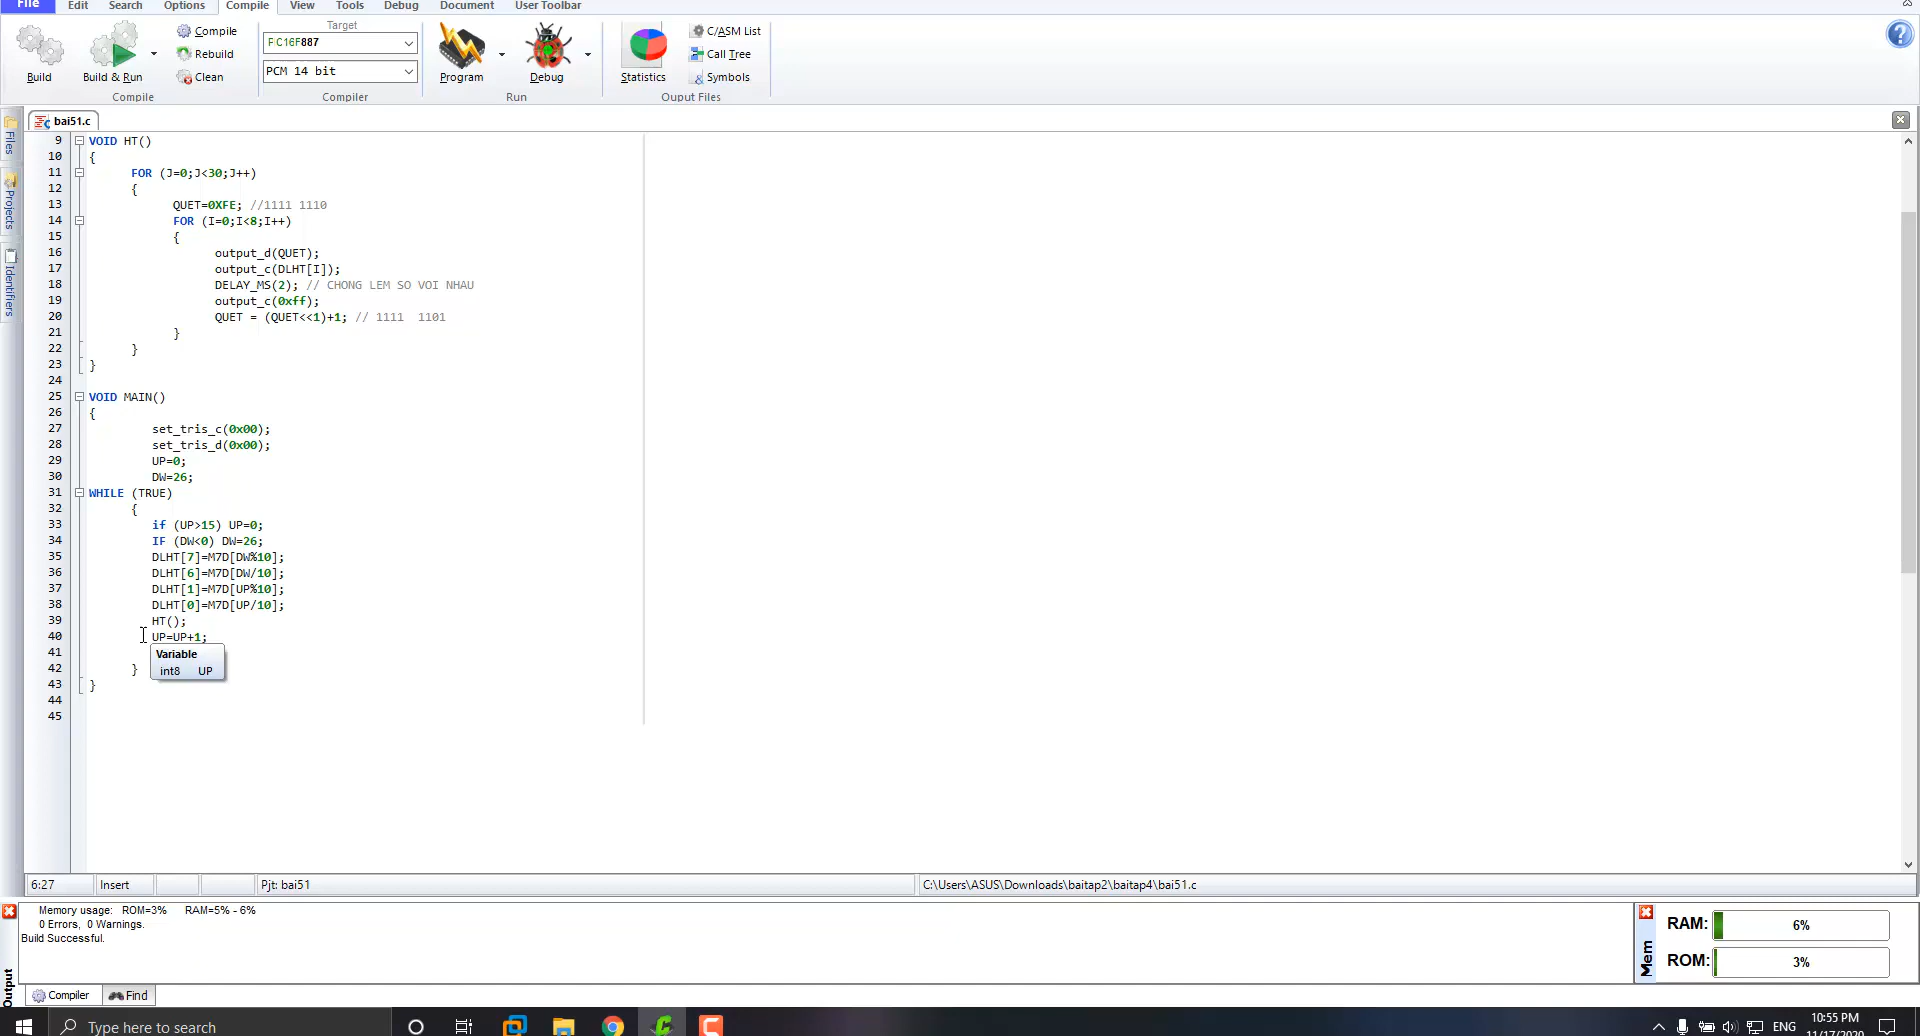 File Edit Search Options Compile View Tools Debug Document User Toolbar
Target
Compile
Rebuild
Clean
PCM 14 bit
C/ASM List
Call Tree
Symbols
Build Build & Run Program Debug Statistics
Compile Compiler Run Ouput Files
bai51.c
Files
Projects
Identifiers
9 VOID HT()
10 {
11 FOR (J=0;J<30;J++)
12 {
13 QUET=0XFE; //1111 1110
14 FOR (I=0;I<8;I++)
15 {
16 output_d(QUET);
17 output_c(DLHT[I]);
18 DELAY_MS(2); // CHONG LEM SO VOI NHAU
19 output_c(0xff);
20 QUET = (QUET<<1)+1; // 1111 1101
21 }
22 }
23 }
24
25 VOID MAIN()
26 {
27 set_tris_c(0x00);
28 set_tris_d(0x00);
29 UP=0;
30 DW=26;
31 WHILE (TRUE)
32 {
33 if (UP>15) UP=0;
34 IF (DW<0) DW=26;
35 DLHT[7]=M7D[DW%10];
36 DLHT[6]=M7D[DW/10];
37 DLHT[1]=M7D[UP%10];
38 DLHT[0]=M7D[UP/10];
39 HT();
40 UP=UP+1;
41
42 }
43 }
44
45
Variable
int8 UP
6:27 Insert Pjt: bai51 C:\Users\ASUS\Downloads\baitap2\baitap4\bai51.c
Memory usage: ROM=3% RAM=5% - 6%
0 Errors, 0 Warnings.
Build Successful.
Output
Mem
RAM: 6%
ROM: 3%
Compiler Find
Type here to search
ENG
10:55 PM
11/17/2020